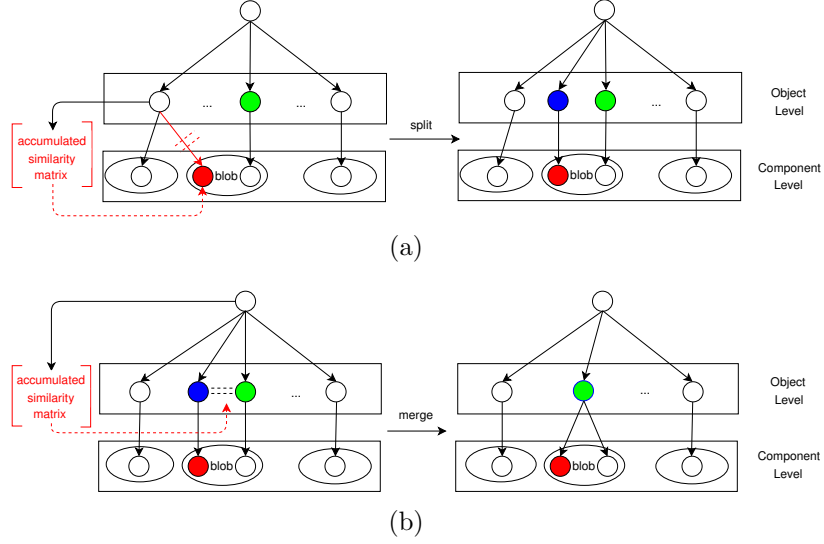 ... ...
Object
Level
split
accumulated
similarity
matrix
Component
Level
blob
...
blob
(a)
...
...
accumulated
similarity
matrix
Object
Level
merge
Component
Level
blob
blob
(b)